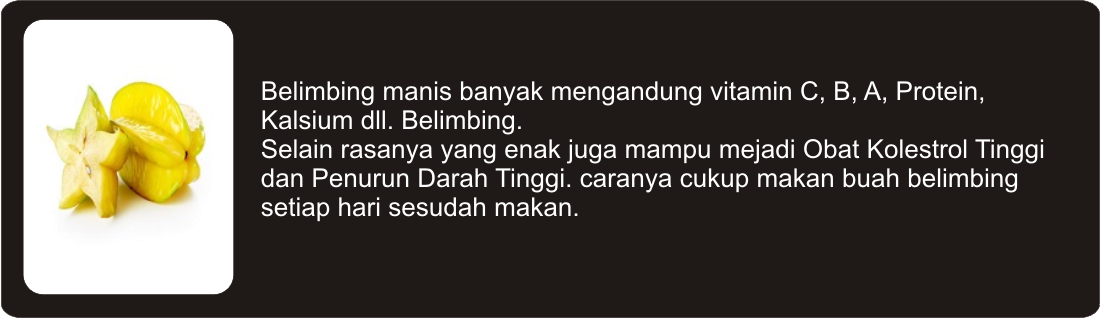 Belimbing manis banyak mengandung vitamin C, B, A, Protein,
Kalsium dll. Belimbing.
Selain rasanya yang enak juga mampu mejadi Obat Kolestrol Tinggi
dan Penurun Darah Tinggi. caranya cukup makan buah belimbing
setiap hari sesudah makan.